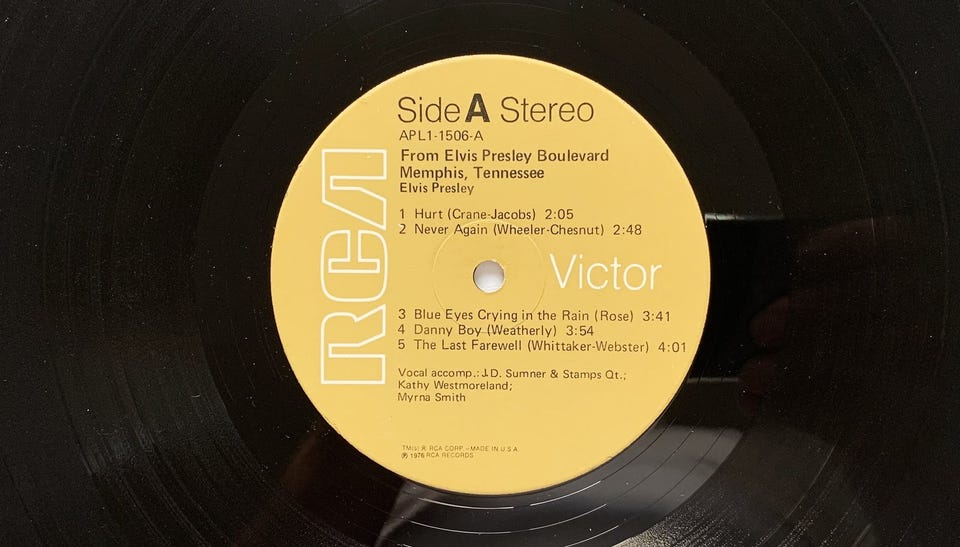 Side A Stereo
APL1-1506-A
From Elvis Presley Boulevard
Memphis, Tennessee
Elvis Presley
1 Hurt (Crane-Jacobs) 2:05
2 Never Again (Wheeler-Chesnut) 2:48
RCA
Victor
3 Blue Eyes Crying in the Rain (Rose) 3:41
4 Danny Boy (Weatherly) 3:54
5 The Last Farewell (Whittaker-Webster) 4:01
Vocal accomp.: J.D. Sumner & Stamps Qt.;
Kathy Westmoreland;
Myrna Smith
TM(s) ® RCA CORP.-MADE IN U.S.A.
℗ 1976 RCA RECORDS